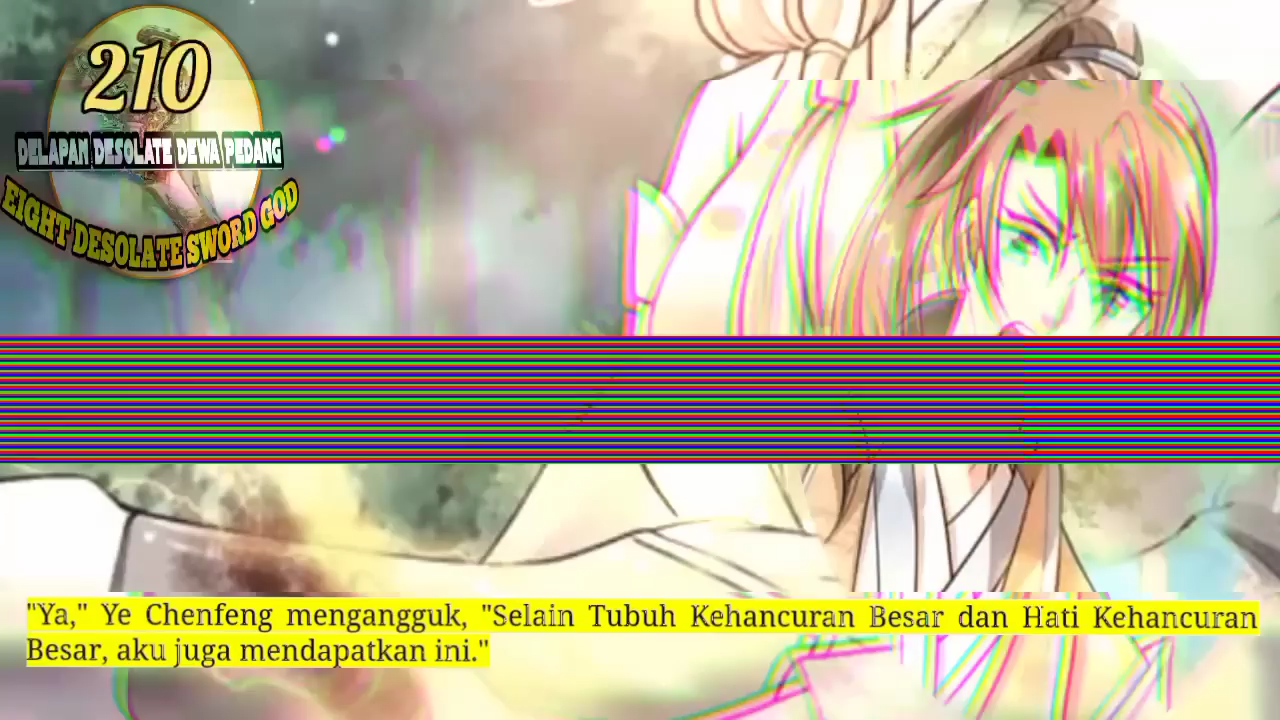 210
DELAPAN DESOLATE DEWA PEDANG
EIGHT DESOLATE SWORD GOD
"Ya," Ye Chenfeng mengangguk, "Selain Tubuh Kehancuran Besar dan Hati Kehancuran
Besar, aku juga mendapatkan ini."